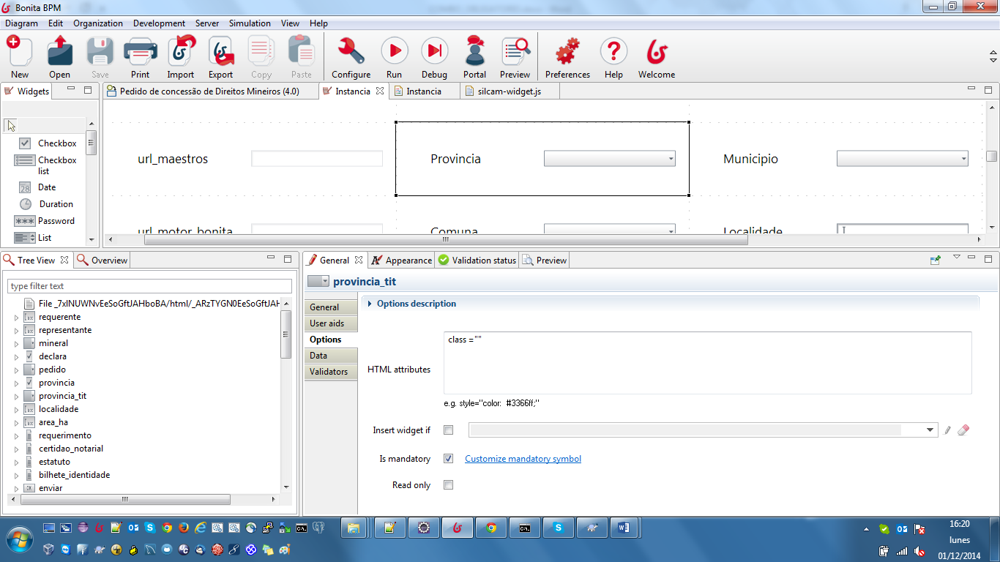 Bonita BPM
Diagram Edit Organization Development Server Simulation View Help
New Open Save Print Import Export Copy Paste Configure Run Debug Portal Preview Preferences Help Welcome
Widgets
Pedido de concessão de Direitos Mineiros (4.0) Instancia Instancia silcam-widget.js
Checkbox
Checkbox
list
Date
Duration
Password
List
url_maestros Provincia Municipio
url_motor_bonita Comuna Localidade
Tree View Overview
type filter text
File _7xINUWNvEeSoGftJAHboBA/html/_ARzTYGN0EeSoGftJAH
requerente
representante
mineral
declara
pedido
provincia
provincia_tit
localidade
area_ha
requerimento
certidao_notarial
estatuto
bilhete_identidade
enviar
General Appearance Validation status Preview
provincia_tit
General
User aids
Options
Data
Validators
Options description
HTML attributes
class =""
e.g. style="color: #3366ff;"
Insert widget if
Is mandatory Customize mandatory symbol
Read only
16:20
lunes
01/12/2014